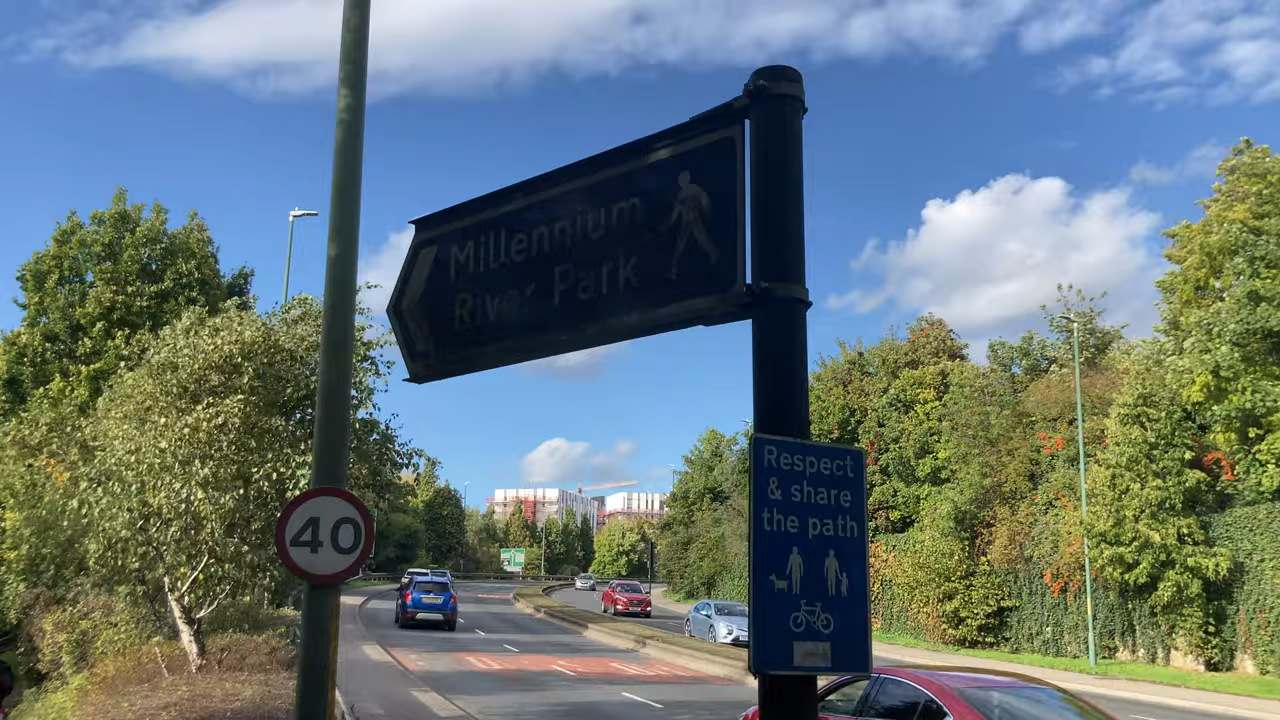 Millennium
River Park
Respect
& share
the path
40